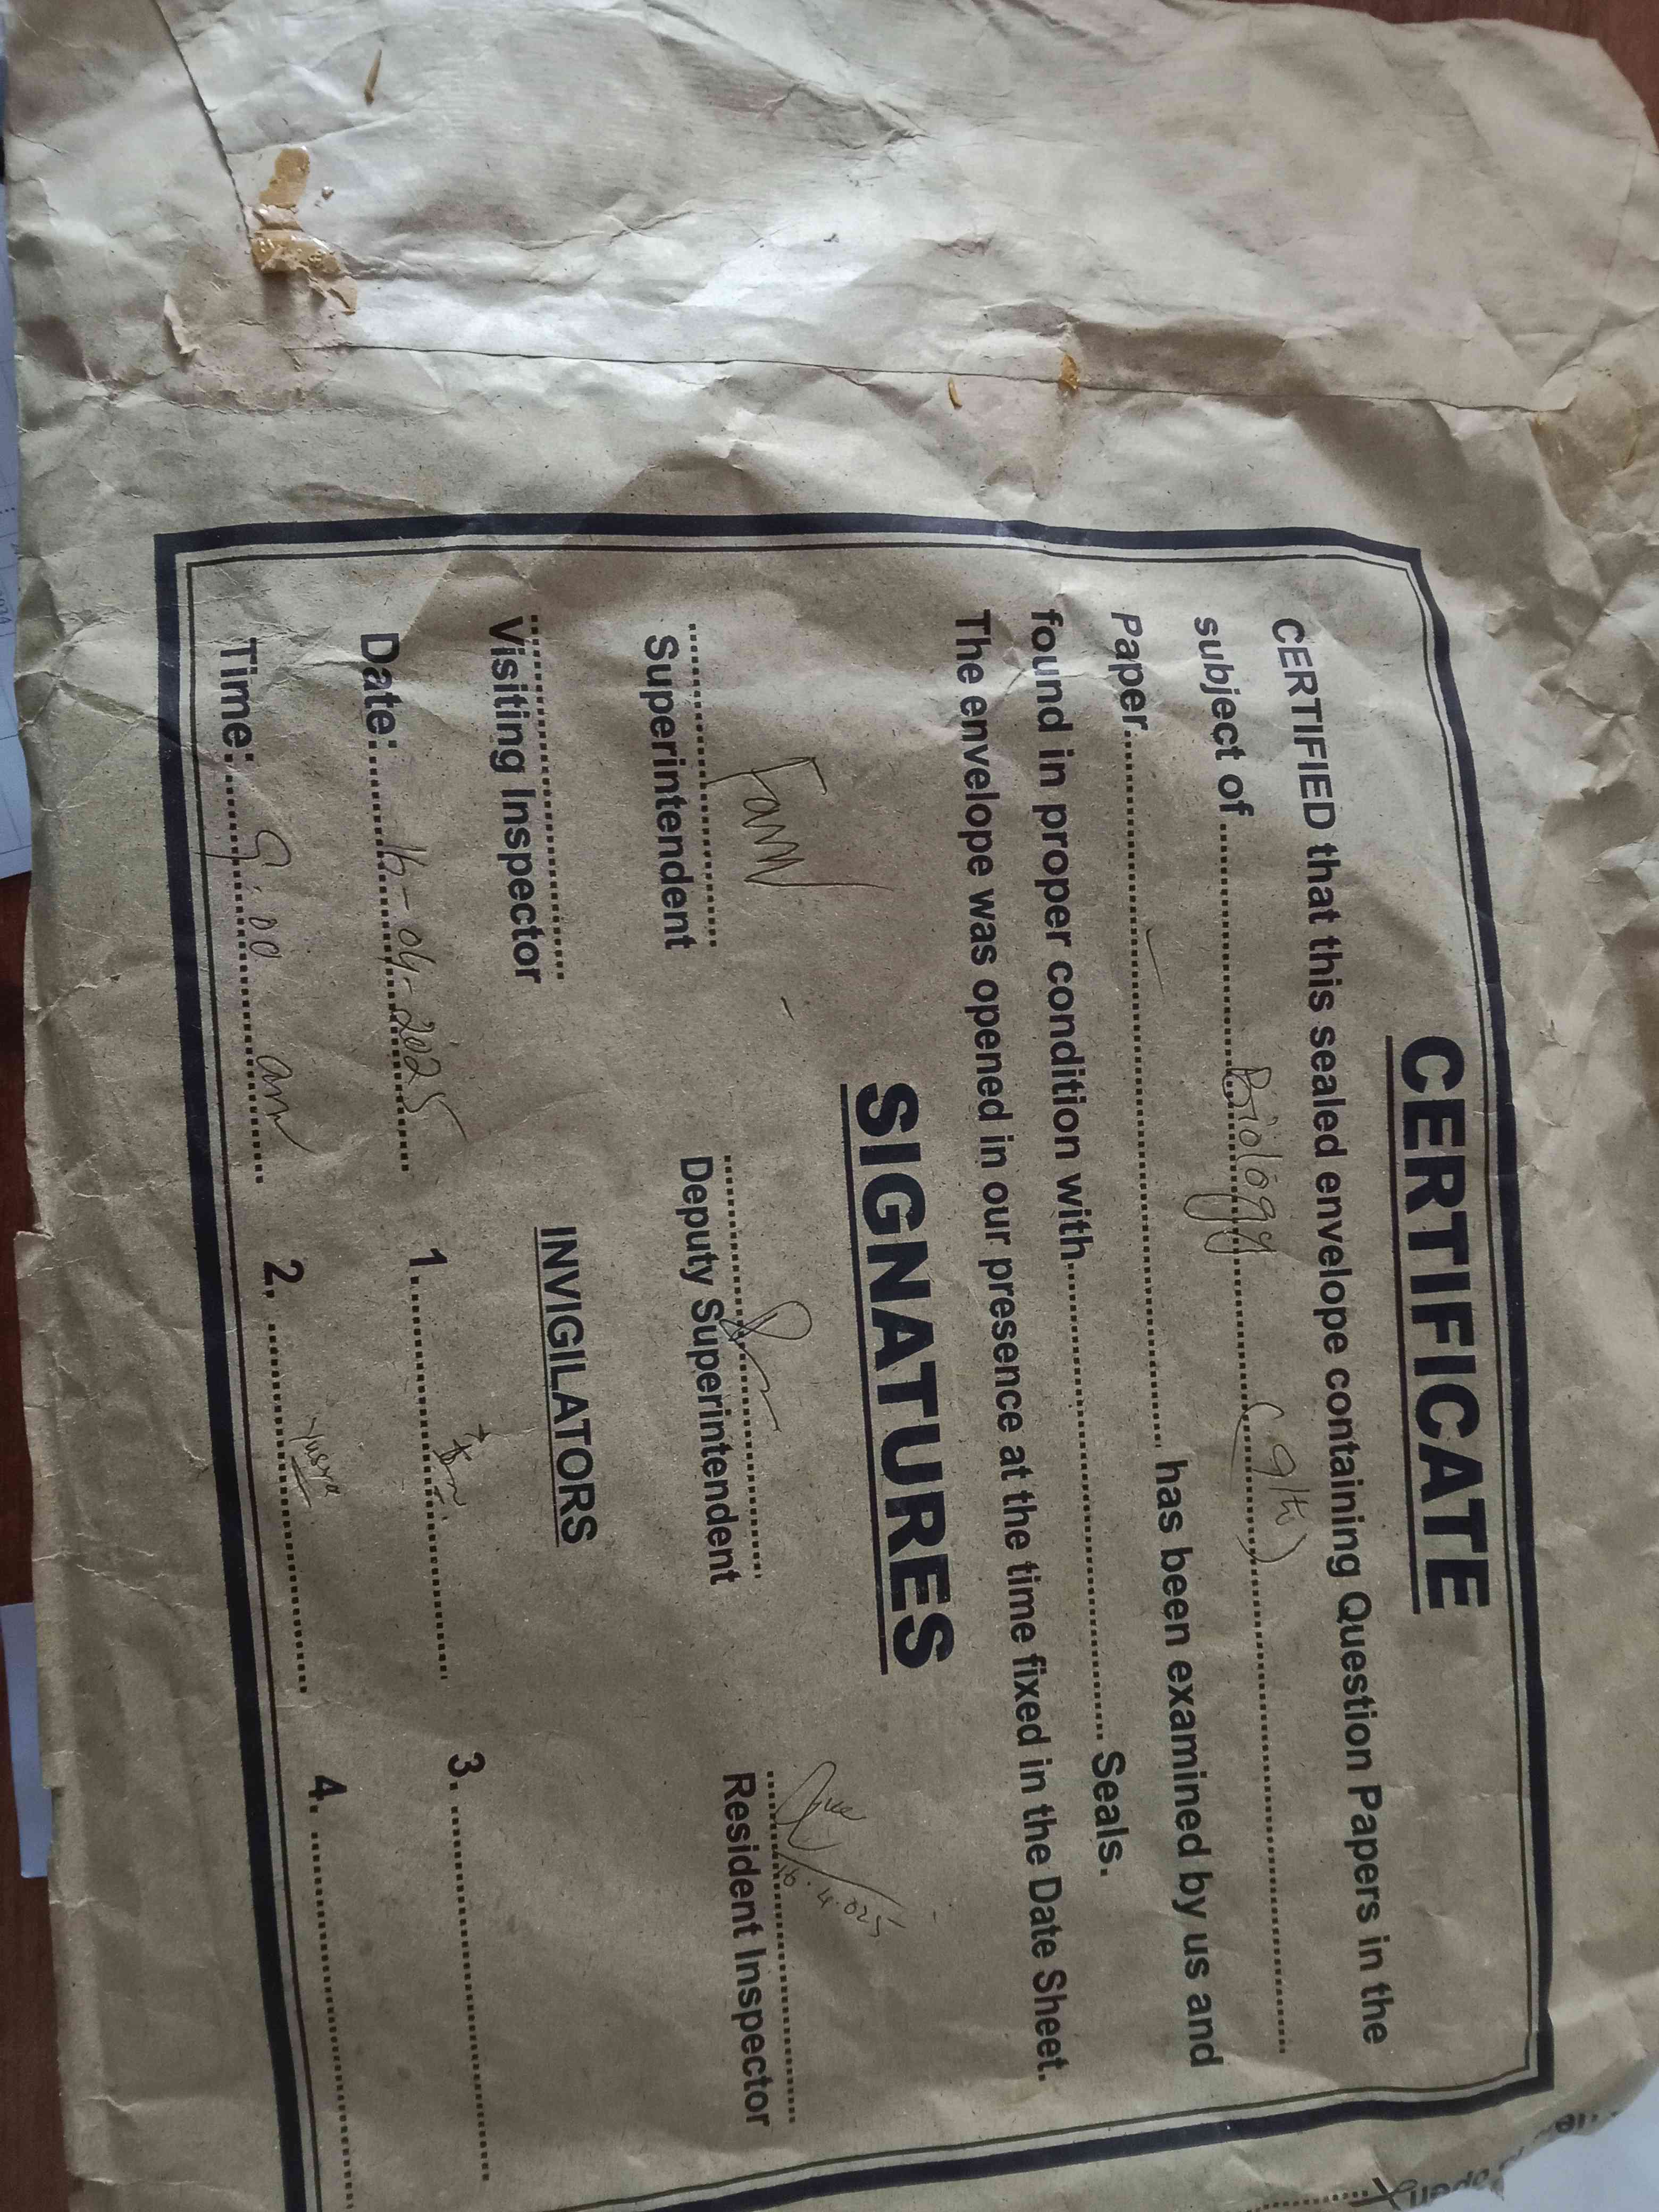 CERTIFICATE
CERTIFIED that this sealed envelope containing Question Papers in the
subject of .............. Biology .............. (9th) ..............
Paper.............................. has been examined by us and
found in proper condition with.............................. Seals.
The envelope was opened in our presence at the time fixed in the Date Sheet.
SIGNATURES
16.4.025
Superintendent Deputy Superintendent Resident Inspector
Visiting Inspector
INVIGILATORS
Date: 16-04-2025
1. 3.
Time: 9:00 am
2. Yusra 4.